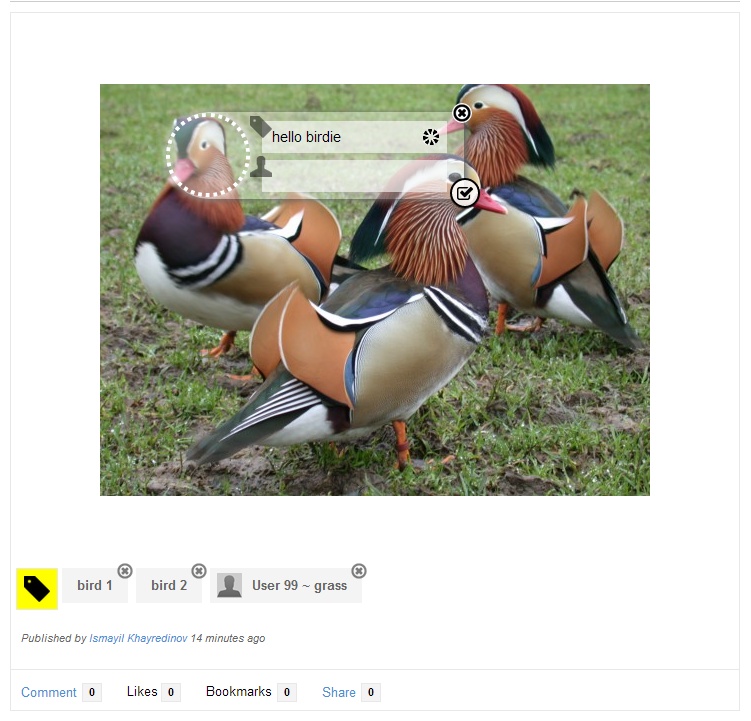 hello birdie
bird 1 bird 2 User 99 ~ grass
Published by Ismayil Khayredinov 14 minutes ago
Comment 0 Likes 0 Bookmarks 0 Share 0